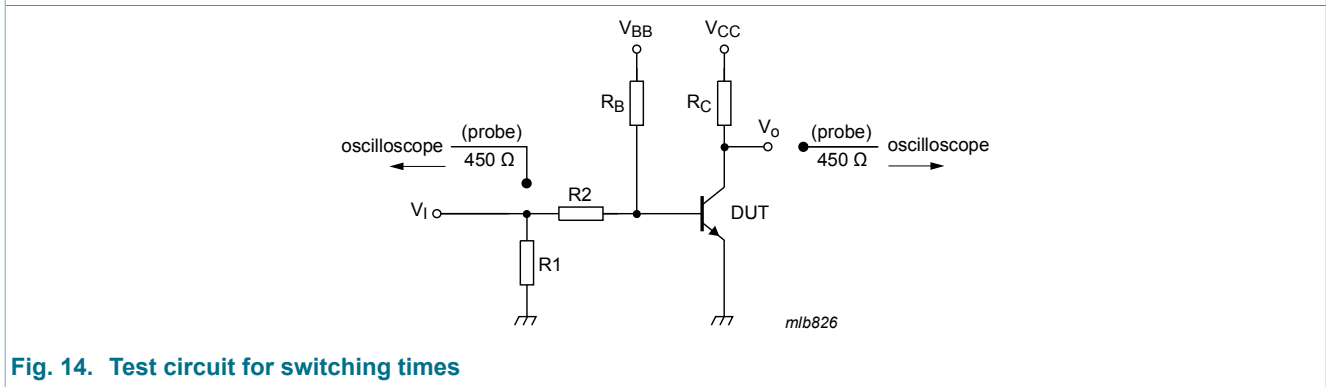 VBB
VCC
RB
RC
Vo
(probe)
450 Ω
oscilloscope
(probe)
450 Ω
oscilloscope
R2
VI
DUT
R1
mlb826
Fig. 14. Test circuit for switching times